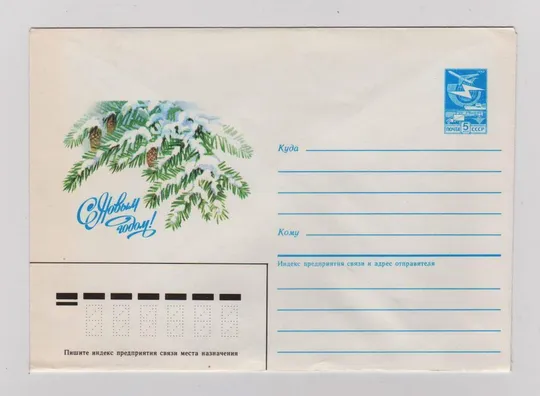 ПОЧТА 5 СССР
С Новым
годом!
Куда
Кому
Индекс предприятия связи и адрес отправителя
Пишите индекс предприятия связи места назначения